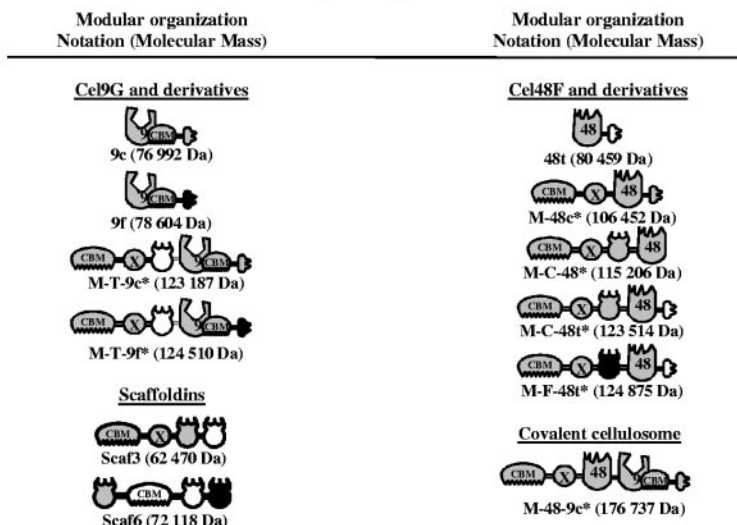 Modular organization
Notation (Molecular Mass)
Cel9G and derivatives
9 CBM
9c (76 992 Da)
9 CBM
9f (78 604 Da)
CBM X 9 CBM
M-T-9c* (123 187 Da)
CBM X 9 CBM
M-T-9f* (124 510 Da)
Scaffoldins
CBM X
Scaf3 (62 470 Da)
CBM
Scaf6 (72 118 Da)
Modular organization
Notation (Molecular Mass)
Cel48F and derivatives
48
48t (80 459 Da)
CBM X 48
M-48c* (106 452 Da)
CBM X 48
M-C-48* (115 206 Da)
CBM X 48
M-C-48t* (123 514 Da)
CBM X 48
M-F-48t* (124 875 Da)
Covalent cellulosome
CBM X 48 9 CBM
M-48-9c* (176 737 Da)